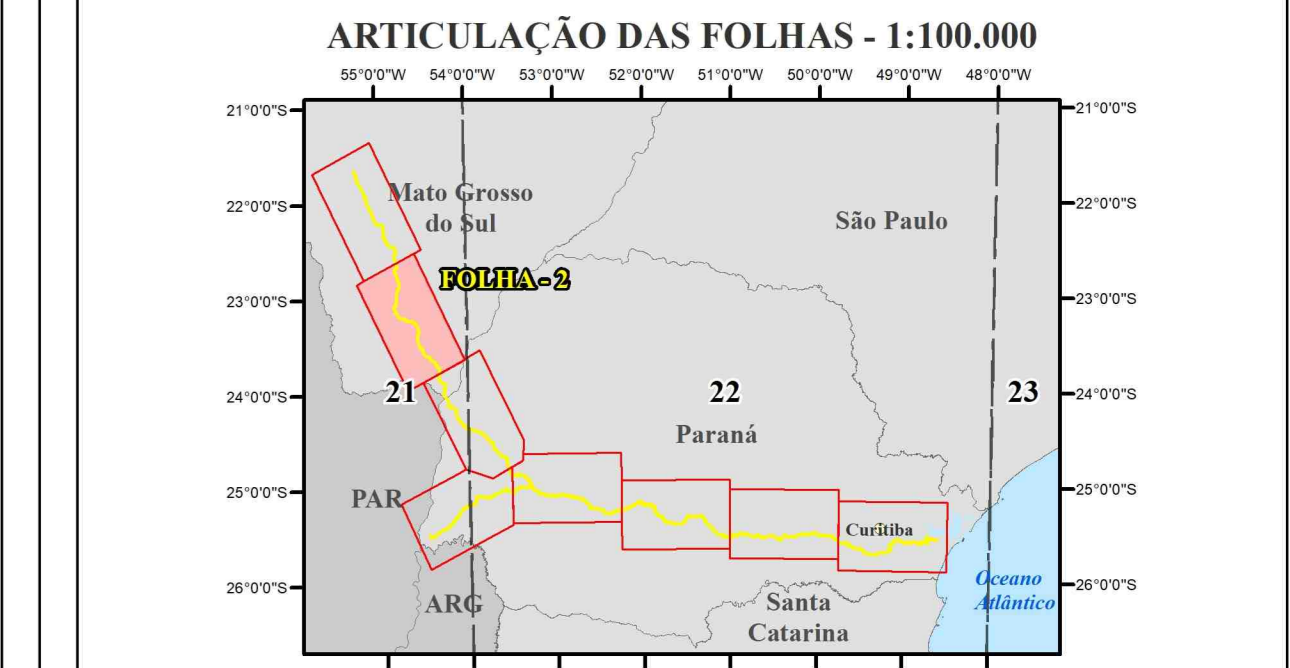 ARTICULAÇÃO DAS FOLHAS - 1:100.000
55°0'0"W 54°0'0"W 53°0'0"W 52°0'0"W 51°0'0"W 50°0'0"W 49°0'0"W 48°0'0"W
21°0'0"S 21°0'0"S
Mato Grosso
do Sul
22°0'0"S 22°0'0"S
São Paulo
FOLHA - 2
23°0'0"S 23°0'0"S
21 22 23
24°0'0"S 24°0'0"S
Paraná
PAR
25°0'0"S 25°0'0"S
Curitiba
26°0'0"S 26°0'0"S
Oceano
Atlântico
ARG
Santa
Catarina